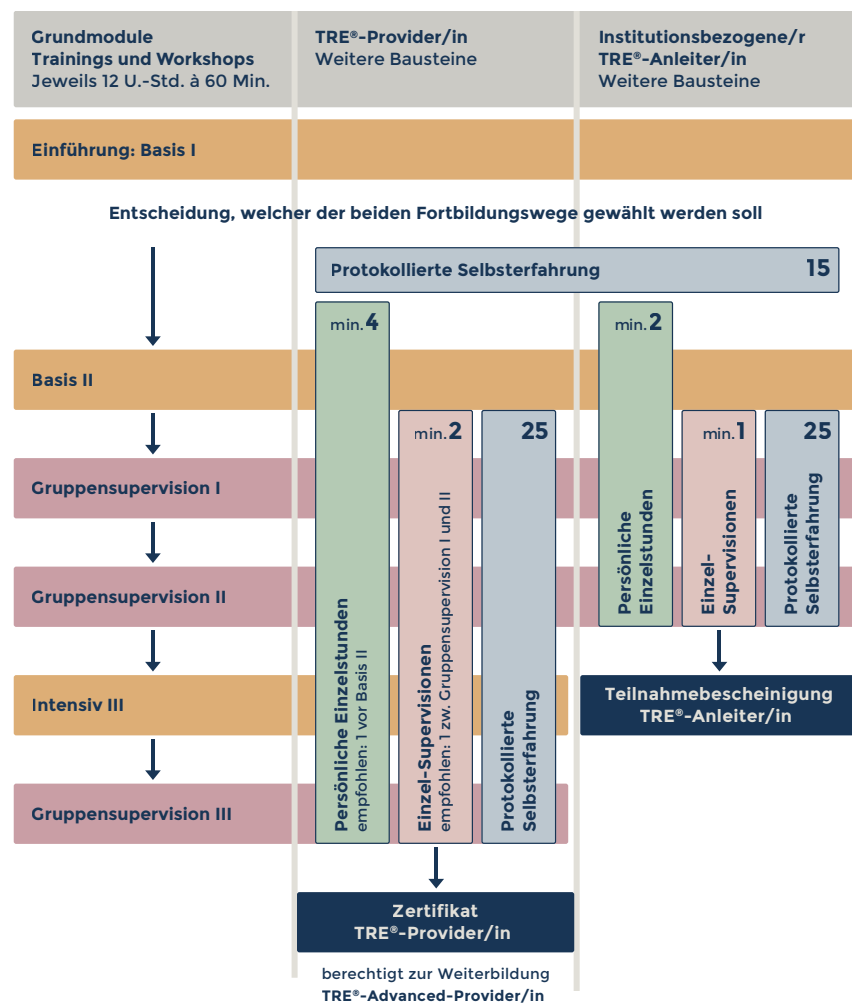 Grundmodule
Trainings und Workshops
Jeweils 12 U.-Std. à 60 Min.
TRE®-Provider/in
Weitere Bausteine
Institutionsbezogene/r
TRE®-Anleiter/in
Weitere Bausteine
Einführung: Basis I
Entscheidung, welcher der beiden Fortbildungswege gewählt werden soll
Protokollierte Selbsterfahrung 15
min. 4
min. 2
Basis II
min. 2
25
min. 1
25
Gruppensupervision I
Gruppensupervision II
Intensiv III
Gruppensupervision III
Persönliche Einzelstunden
empfohlen: 1 vor Basis II
Einzel-Supervisionen
empfohlen: 1 zw. Gruppensupervision I und II
Protokollierte
Selbsterfahrung
Persönliche
Einzelstunden
Einzel-
Supervisionen
Protokollierte
Selbsterfahrung
Teilnahmebescheinigung
TRE®-Anleiter/in
Zertifikat
TRE®-Provider/in
berechtigt zur Weiterbildung
TRE®-Advanced-Provider/in